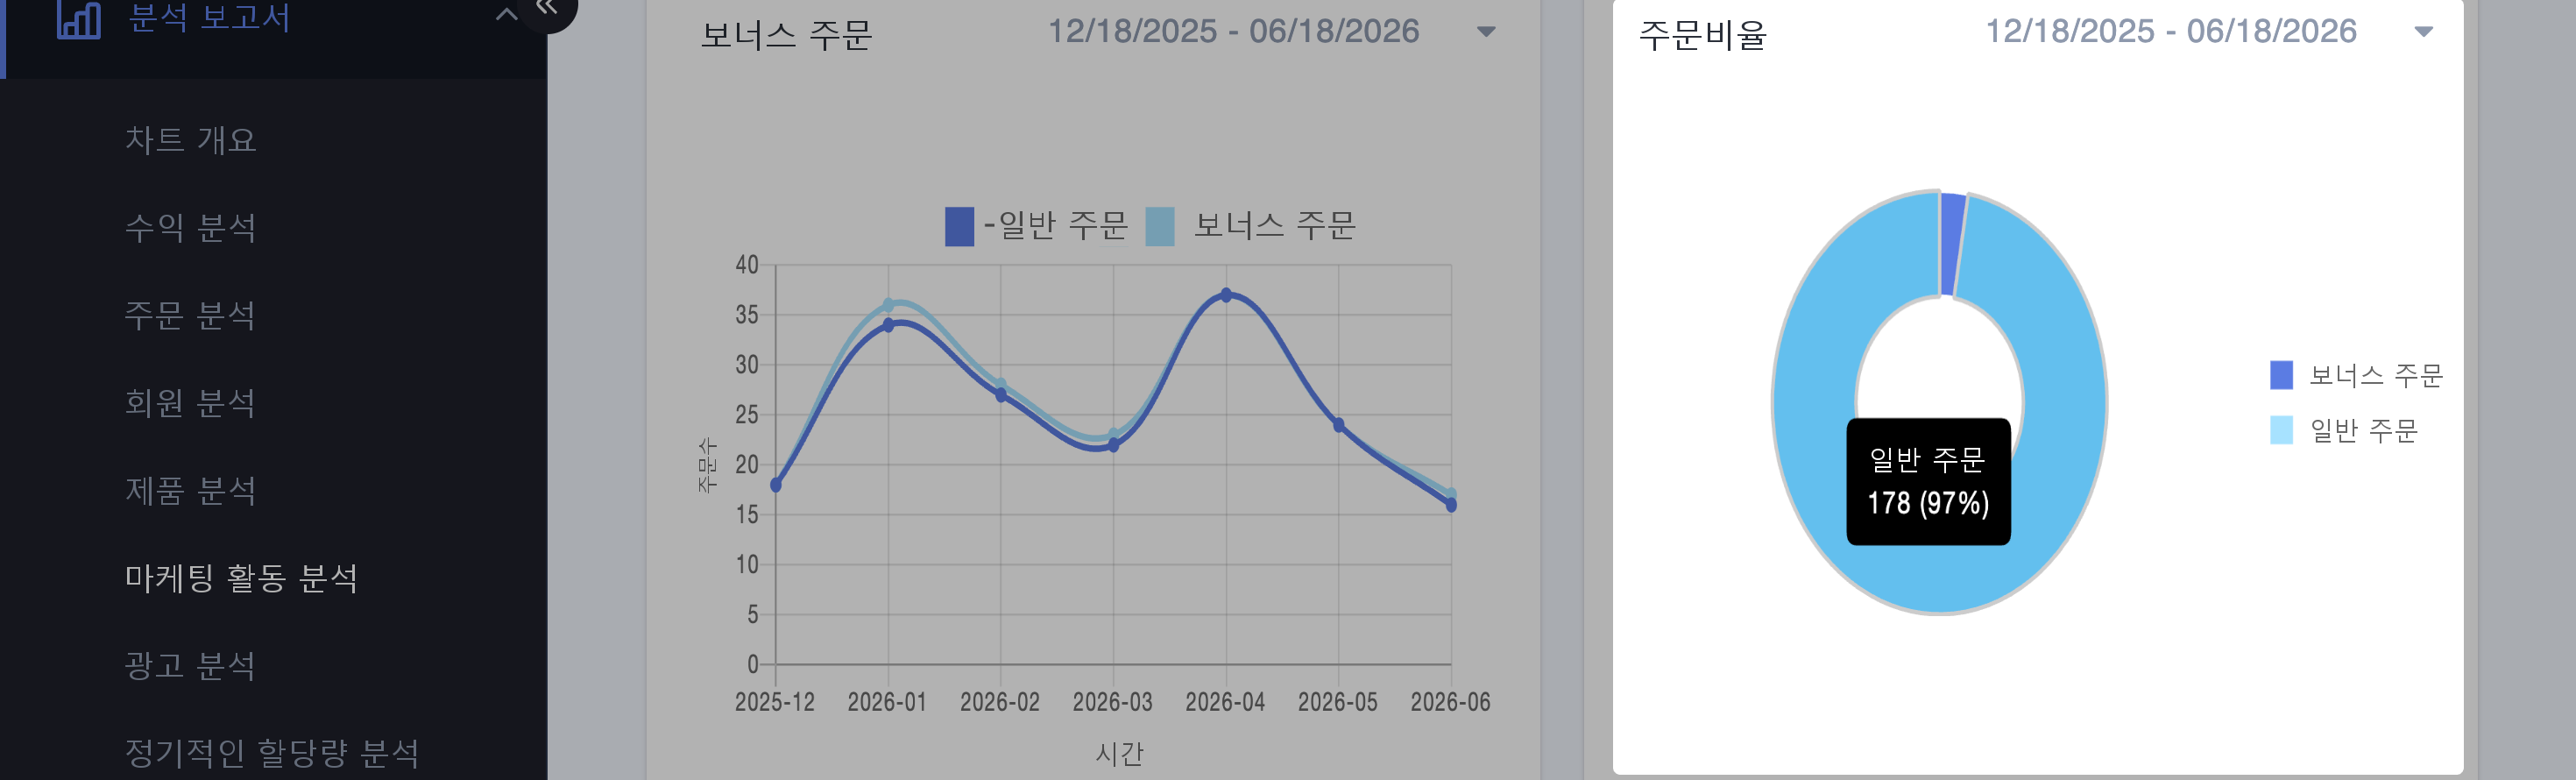 분석 보고서
차트 개요
수익 분석
주문 분석
회원 분석
제품 분석
마케팅 활동 분석
광고 분석
정기적인 할당량 분석
보너스 주문
12/18/2025 - 06/18/2026
-일반 주문
보너스 주문
40
35
30
25
20
15
10
5
0
주문수
2025-12
2026-01
2026-02
2026-03
2026-04
2026-05
2026-06
시간
주문비율
12/18/2025 - 06/18/2026
일반 주문
178 (97%)
보너스 주문
일반 주문